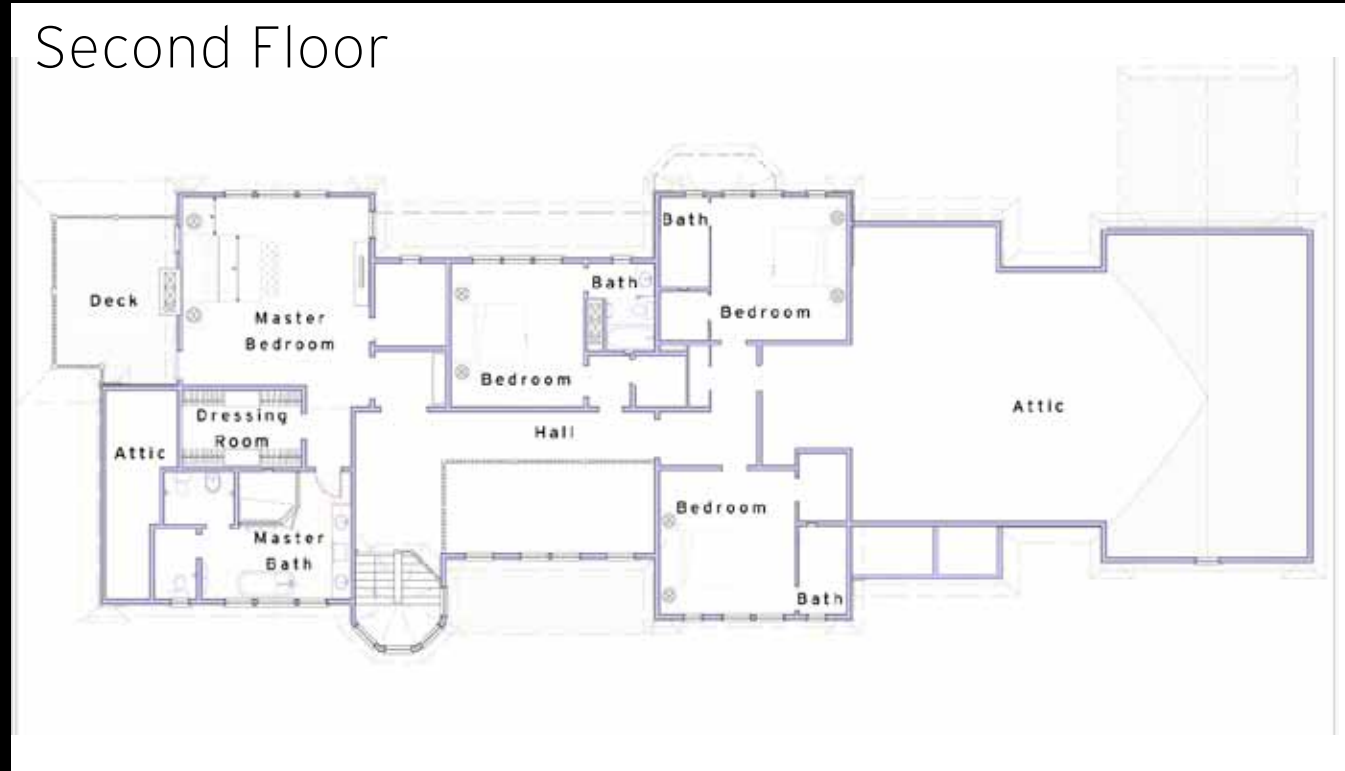 Second Floor
Bath
Bath
Deck
Master
Bedroom
Bedroom
Bedroom
Attic
Dressing
Room
Hall
Attic
Bedroom
Master
Bath
Bath